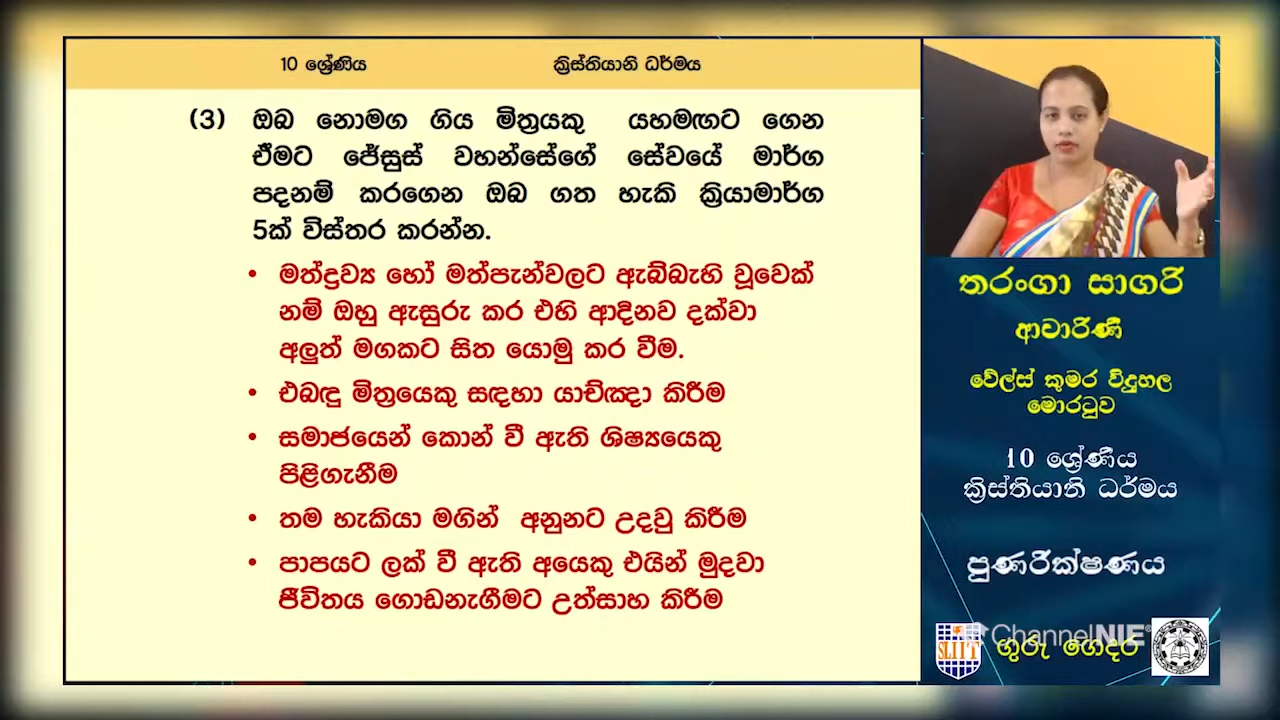 10 ශ්‍රේණිය
ක්‍රිස්තියානි ධර්මය
(3) ඔබ නොමග ගිය මිත්‍රයකු යහමඟට ගෙන
ඒමට ජේසුස් වහන්සේගේ සේවයේ මාර්ග
පදනම් කරගෙන ඔබ ගත හැකි ක්‍රියාමාර්ග
5ක් විස්තර කරන්න.
• මත්ද්‍රව්‍ය හෝ මත්පැන්වලට ඇබ්බැහි වූවෙක්
නම් ඔහු ඇසුරු කර එහි ආදිනව දක්වා
අලුත් මගකට සිත යොමු කර වීම.
• එබඳු මිත්‍රයෙකු සඳහා යාච්ඤා කිරීම
• සමාජයෙන් කොන් වී ඇති ශිෂ්‍යයෙකු
පිළිගැනීම
• තම හැකියා මගින් අනුනට උදවු කිරීම
• පාපයට ලක් වී ඇති අයෙකු එයින් මුදවා
ජීවිතය ගොඩනැගීමට උත්සාහ කිරීම
තරංගා සාගරි
ආචාරිණී
වේල්ස් කුමර විදුහල
මොරටුව
10 ශ්‍රේණිය
ක්‍රිස්තියානි ධර්මය
පුණරීක්ෂණය
ChannelNIE
SLIIT
ගුරු ගෙදර